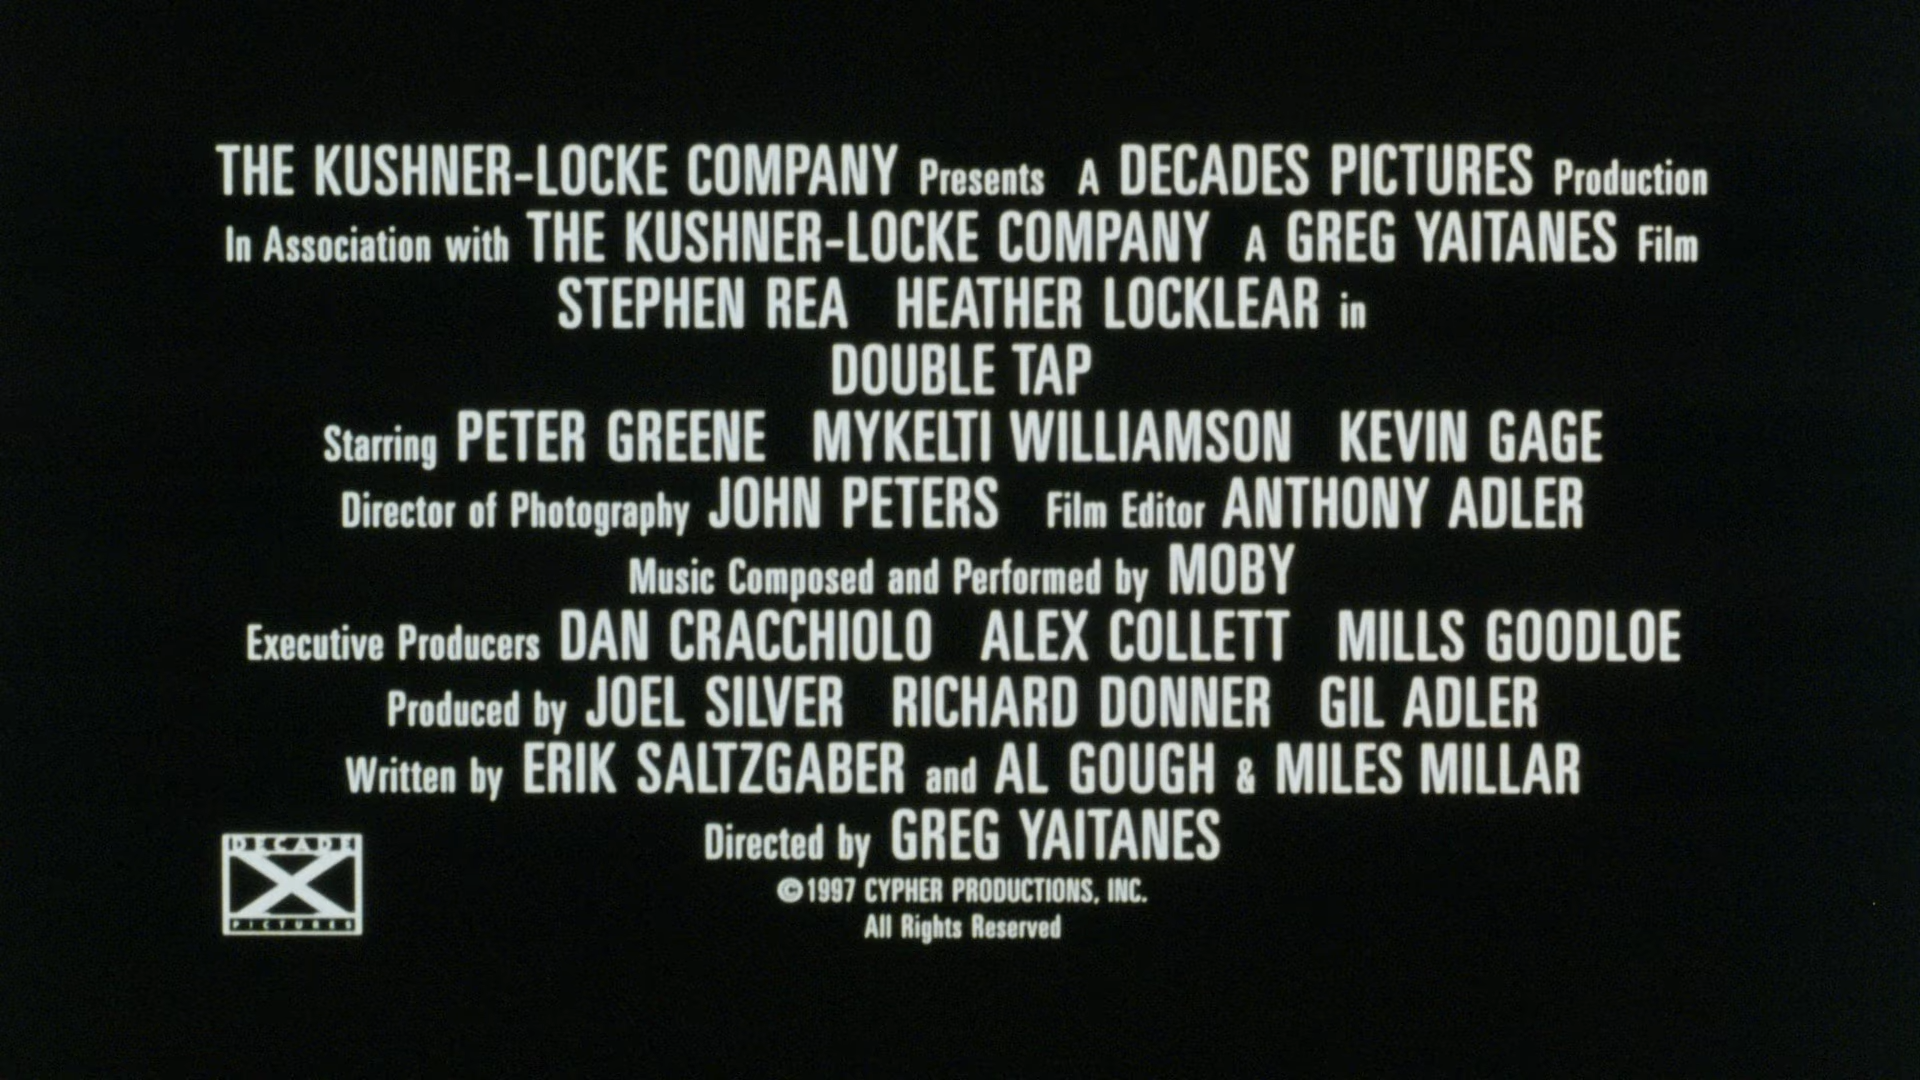 THE KUSHNER-LOCKE COMPANY Presents A DECADES PICTURES Production
In Association with THE KUSHNER-LOCKE COMPANY A GREG YAITANES Film
STEPHEN REA HEATHER LOCKLEAR in
DOUBLE TAP
Starring PETER GREENE MYKELTI WILLIAMSON KEVIN GAGE
Director of Photography JOHN PETERS Film Editor ANTHONY ADLER
Music Composed and Performed by MOBY
Executive Producers DAN CRACCHIOLO ALEX COLLETT MILLS GOODLOE
Produced by JOEL SILVER RICHARD DONNER GIL ADLER
Written by ERIK SALTZGABER and AL GOUGH & MILES MILLAR
Directed by GREG YAITANES
©1997 CYPHER PRODUCTIONS, INC.
All Rights Reserved
DECADE
X
PICTURES